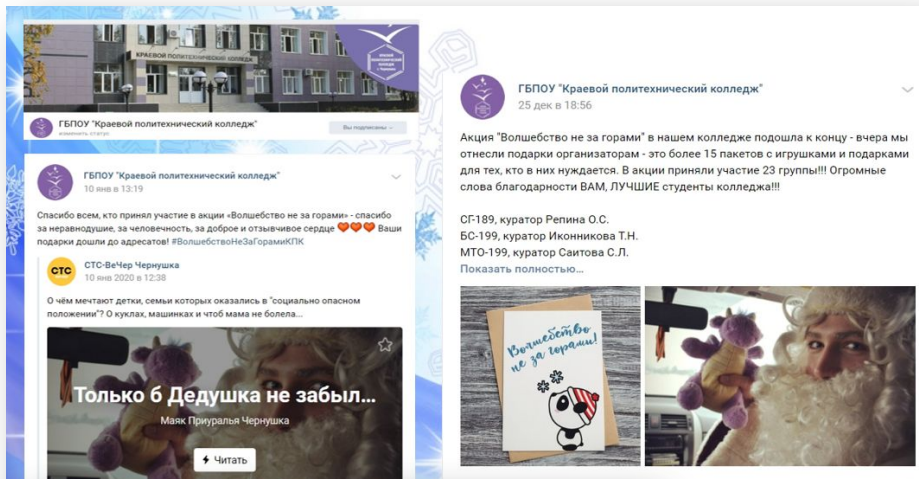 КРАЕВОЙ ПОЛИТЕХНИЧЕСКИЙ КОЛЛЕДЖ
КРАЕВОЙ
ПОЛИТЕХНИЧЕСКИЙ
КОЛЛЕДЖ
ГБПОУ "Краевой политехнический колледж"
изменить статус
Вы подписаны
ГБПОУ "Краевой политехнический колледж"
10 янв в 13:19
Спасибо всем, кто принял участие в акции «Волшебство не за горами» - спасибо
за неравнодушие, за человечность, за доброе и отзывчивое сердце ❤❤❤ Ваши
подарки дошли до адресатов! #ВолшебствоНеЗаГорамиКПК
СТС
СТС-ВеЧер Чернушка
10 янв 2020 в 12:38
О чём мечтают детки, семьи которых оказались в "социально опасном
положении"? О куклах, машинках и чтоб мама не болела...
Только б Дедушка не забыл...
Маяк Приуралья Чернушка
Читать
ГБПОУ "Краевой политехнический колледж"
25 дек в 18:56
Акция "Волшебство не за горами" в нашем колледже подошла к концу - вчера мы
отнесли подарки организаторам - это более 15 пакетов с игрушками и подарками
для тех, кто в них нуждается. В акции приняли участие 23 группы!!! Огромные
слова благодарности ВАМ, ЛУЧШИЕ студенты колледжа!!!
СГ-189, куратор Репина О.С.
БС-199, куратор Иконникова Т.Н.
МТО-199, куратор Саитова С.Л.
Показать полностью...
Волшебство
не за горами!